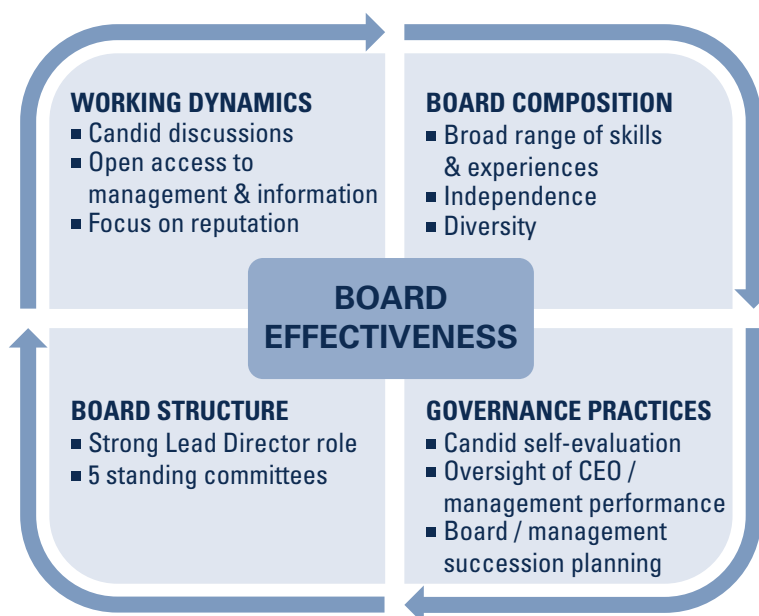 WORKING DYNAMICS
■ Candid discussions
■ Open access to
management & information
■ Focus on reputation
BOARD COMPOSITION
■ Broad range of skills
& experiences
■ Independence
■ Diversity
BOARD
EFFECTIVENESS
BOARD STRUCTURE
■ Strong Lead Director role
■ 5 standing committees
GOVERNANCE PRACTICES
■ Candid self-evaluation
■ Oversight of CEO /
management performance
■ Board / management
succession planning